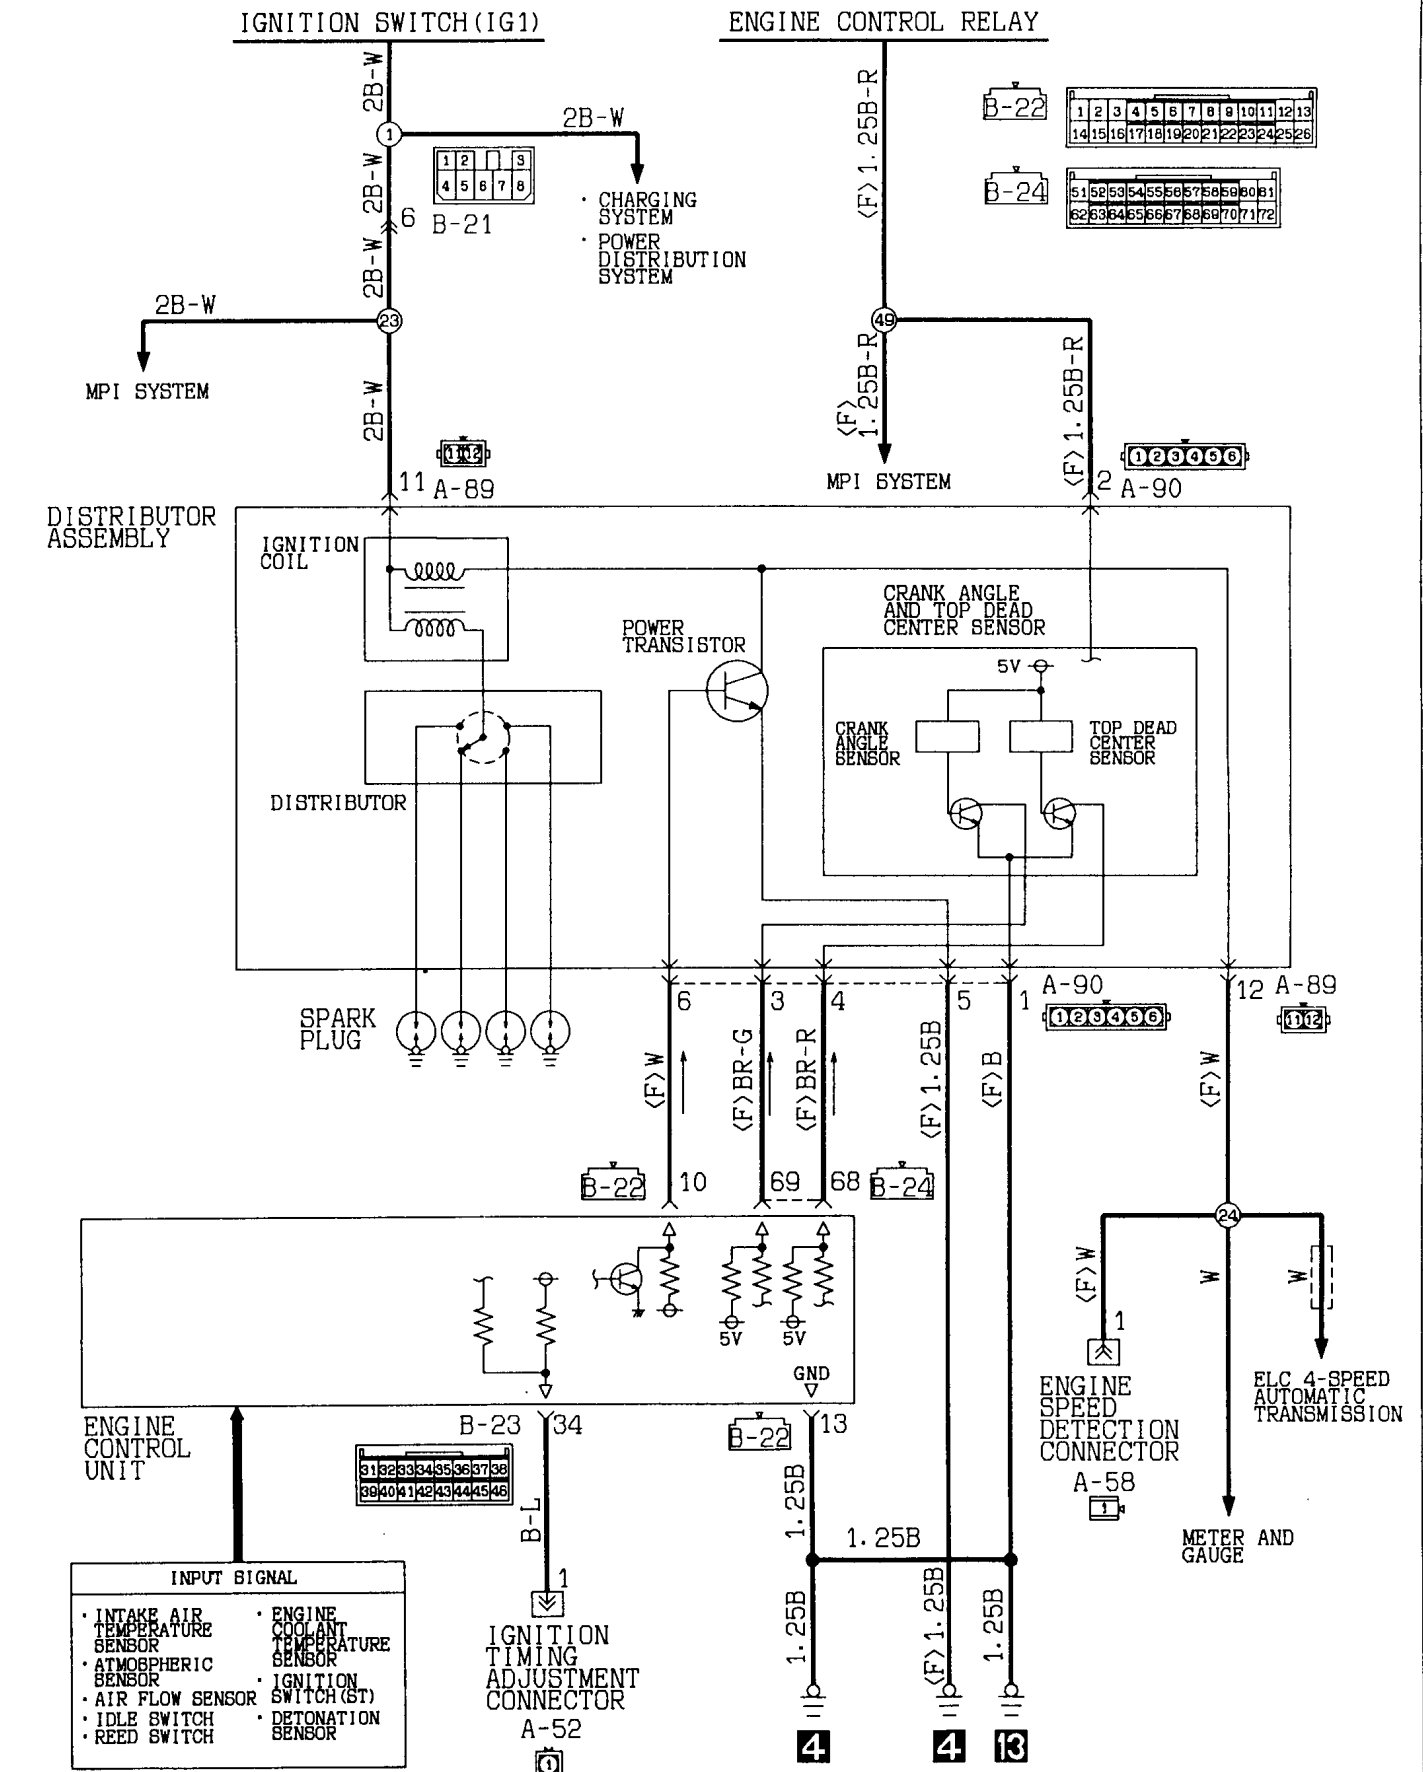 IGNITION SWITCH(IG1)
ENGINE CONTROL RELAY
2B-W
<F>1.25B-R
B-22
1 2 3 4 5 6 7 8 9 10 11 12 13
14 15 16 17 18 19 20 21 22 23 24 25 26
1
2B-W
2B-W
1 2 3
4 5 6 7 8
6
B-21
· CHARGING
SYSTEM
· POWER
DISTRIBUTION
SYSTEM
B-24
51 52 53 54 55 56 57 58 59 60 61
62 63 64 65 66 67 68 69 70 71 72
2B-W
2B-W
23
49
MPI SYSTEM
2B-W
<F>
1.25B-R
<F>1.25B-R
MPI SYSTEM
11
11 12
A-89
2
1 2 3 4 5 6
A-90
DISTRIBUTOR
ASSEMBLY
IGNITION
COIL
POWER
TRANSISTOR
CRANK ANGLE
AND TOP DEAD
CENTER SENSOR
5V
CRANK
ANGLE
SENSOR
TOP DEAD
CENTER
SENSOR
DISTRIBUTOR
SPARK
PLUG
6
3
4
5
1
A-90
1 2 3 4 5 6
12
A-89
11 12
<F>W
<F>BR-G
<F>BR-R
<F>1.25B
<F>B
<F>W
B-22
10
69
68
B-24
24
<F>W
W
W
5V
5V
GND
1
ENGINE
SPEED
DETECTION
CONNECTOR
A-58
1
ELC 4-SPEED
AUTOMATIC
TRANSMISSION
METER AND
GAUGE
ENGINE
CONTROL
UNIT
B-23
34
31 32 33 34 35 36 37 38
39 40 41 42 43 44 45 46
B-22
13
B-L
1.25B
1.25B
1
IGNITION
TIMING
ADJUSTMENT
CONNECTOR
A-52
1
1.25B
<F>1.25B
1.25B
4
4
13
INPUT SIGNAL
· INTAKE AIR
TEMPERATURE
SENSOR
· ATMOSPHERIC
SENSOR
· AIR FLOW SENSOR
· IDLE SWITCH
· REED SWITCH
· ENGINE
COOLANT
TEMPERATURE
SENSOR
· IGNITION
SWITCH(ST)
· DETONATION
SENSOR